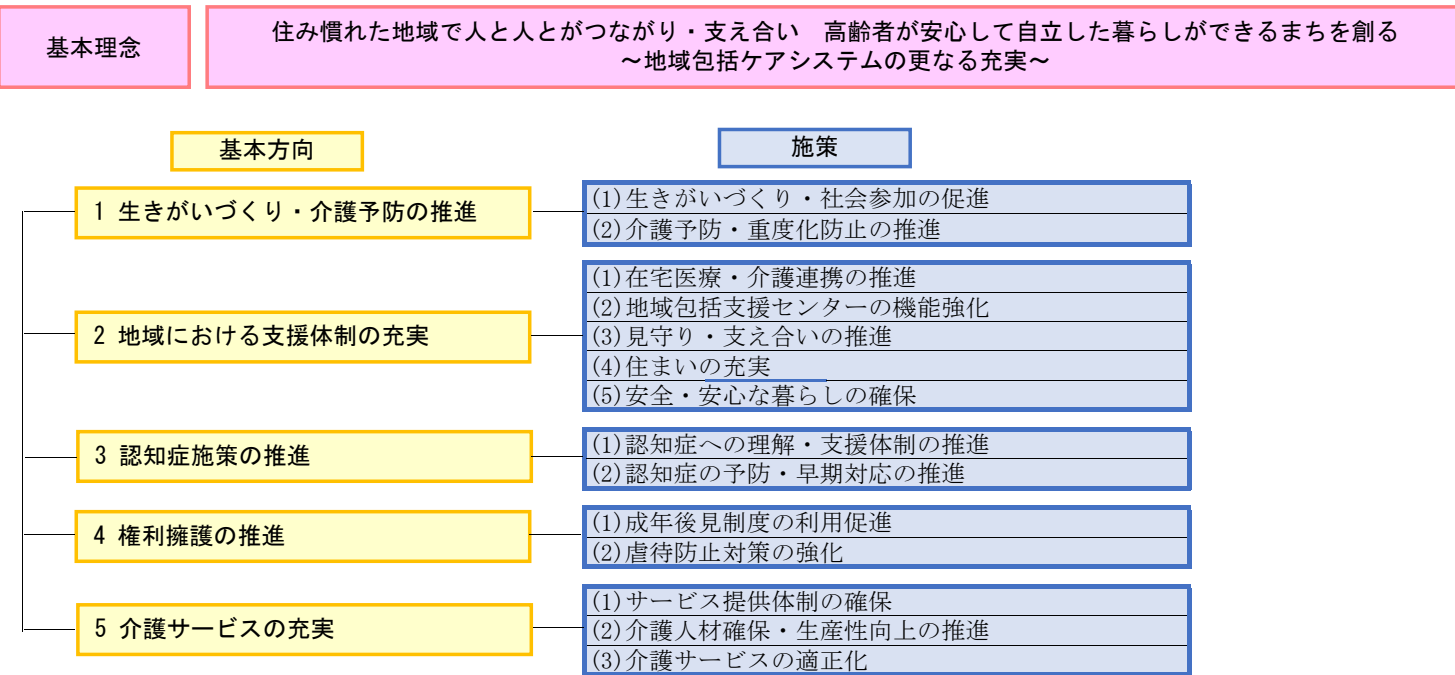 基本理念
住み慣れた地域で人と人とがつながり・支え合い　高齢者が安心して自立した暮らしができるまちを創る
～地域包括ケアシステムの更なる充実～
基本方向
施策
1 生きがいづくり・介護予防の推進
(1)生きがいづくり・社会参加の促進
(2)介護予防・重度化防止の推進
2 地域における支援体制の充実
(1)在宅医療・介護連携の推進
(2)地域包括支援センターの機能強化
(3)見守り・支え合いの推進
(4)住まいの充実
(5)安全・安心な暮らしの確保
3 認知症施策の推進
(1)認知症への理解・支援体制の推進
(2)認知症の予防・早期対応の推進
4 権利擁護の推進
(1)成年後見制度の利用促進
(2)虐待防止対策の強化
5 介護サービスの充実
(1)サービス提供体制の確保
(2)介護人材確保・生産性向上の推進
(3)介護サービスの適正化